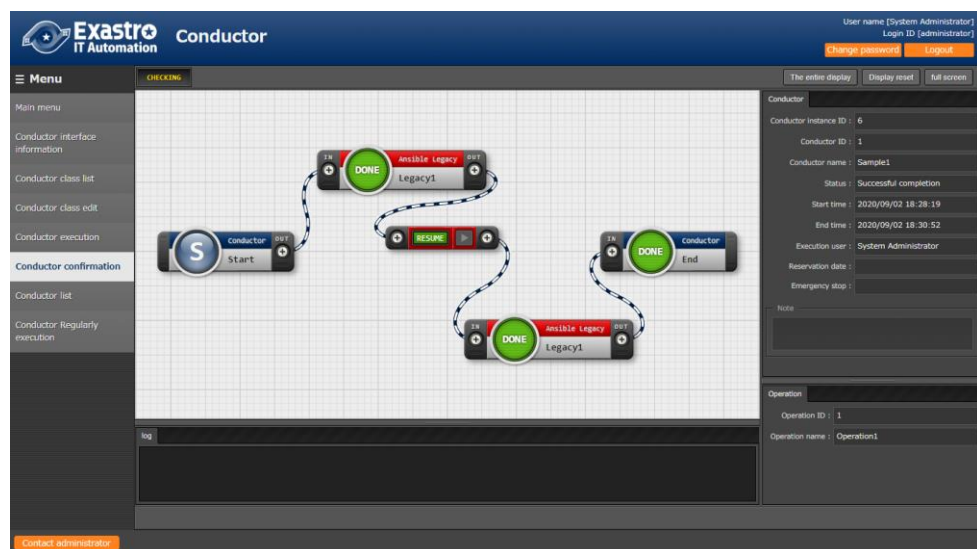 Exastro
IT Automation
Conductor
User name [System Administrator]
Login ID [administrator]
Change password
Logout
Menu
Main menu
Conductor interface
information
Conductor class list
Conductor class edit
Conductor execution
Conductor confirmation
Conductor list
Conductor Regularly
execution
CHECKING
The entire display
Display reset
full screen
IN
DONE
Ansible Legacy
Legacy1
OUT
S
Conductor
Start
OUT
RESUME
IN
DONE
Conductor
End
IN
DONE
Ansible Legacy
Legacy1
OUT
log
Conductor
Conductor instance ID : 6
Conductor ID : 1
Conductor name : Sample1
Status : Successful completion
Start time : 2020/09/02 18:28:19
End time : 2020/09/02 18:30:52
Execution user : System Administrator
Reservation date :
Emergency stop :
Note
Operation
Operation ID : 1
Operation name : Operation1
Contact administrator